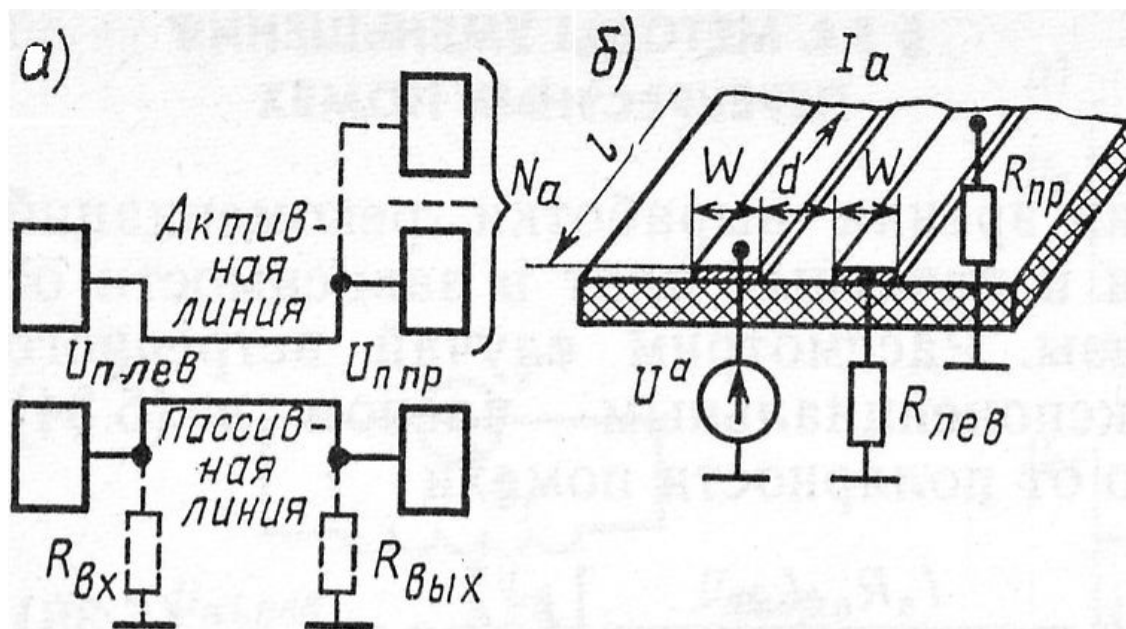 а)
Актив-
ная
линия
Nа
Uп лев
Uп пр
Пассив-
ная
линия
Rвх
Rвых
б)
Iа
l
W
d
W
Rпр
Uа
Rлев